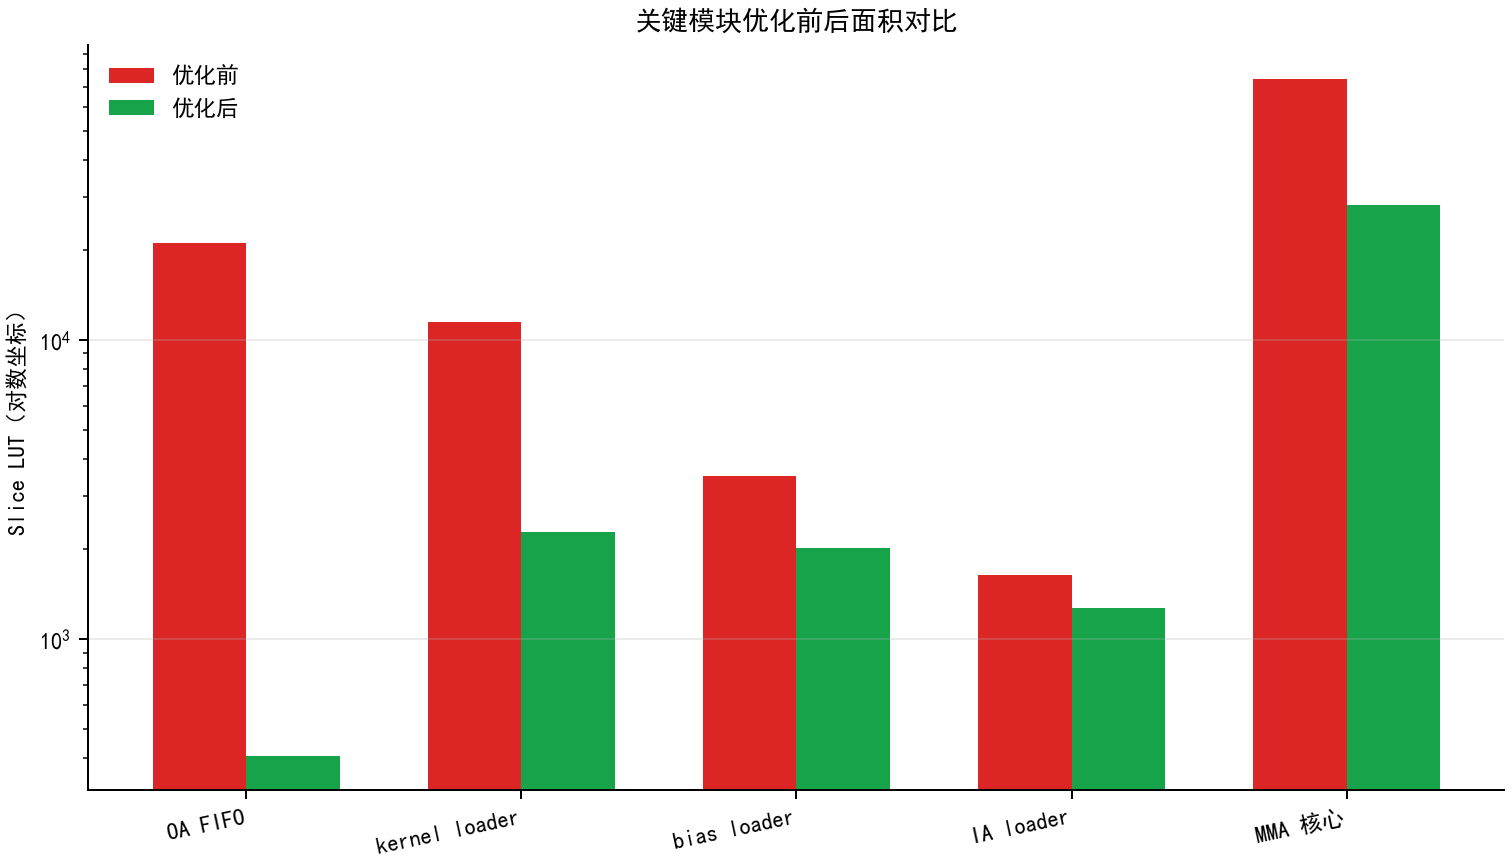 关键模块优化前后面积对比
优化前
优化后
Slice LUT（对数坐标）
10⁴
10³
OA FIFO
kernel loader
bias loader
IA loader
MMA 核心